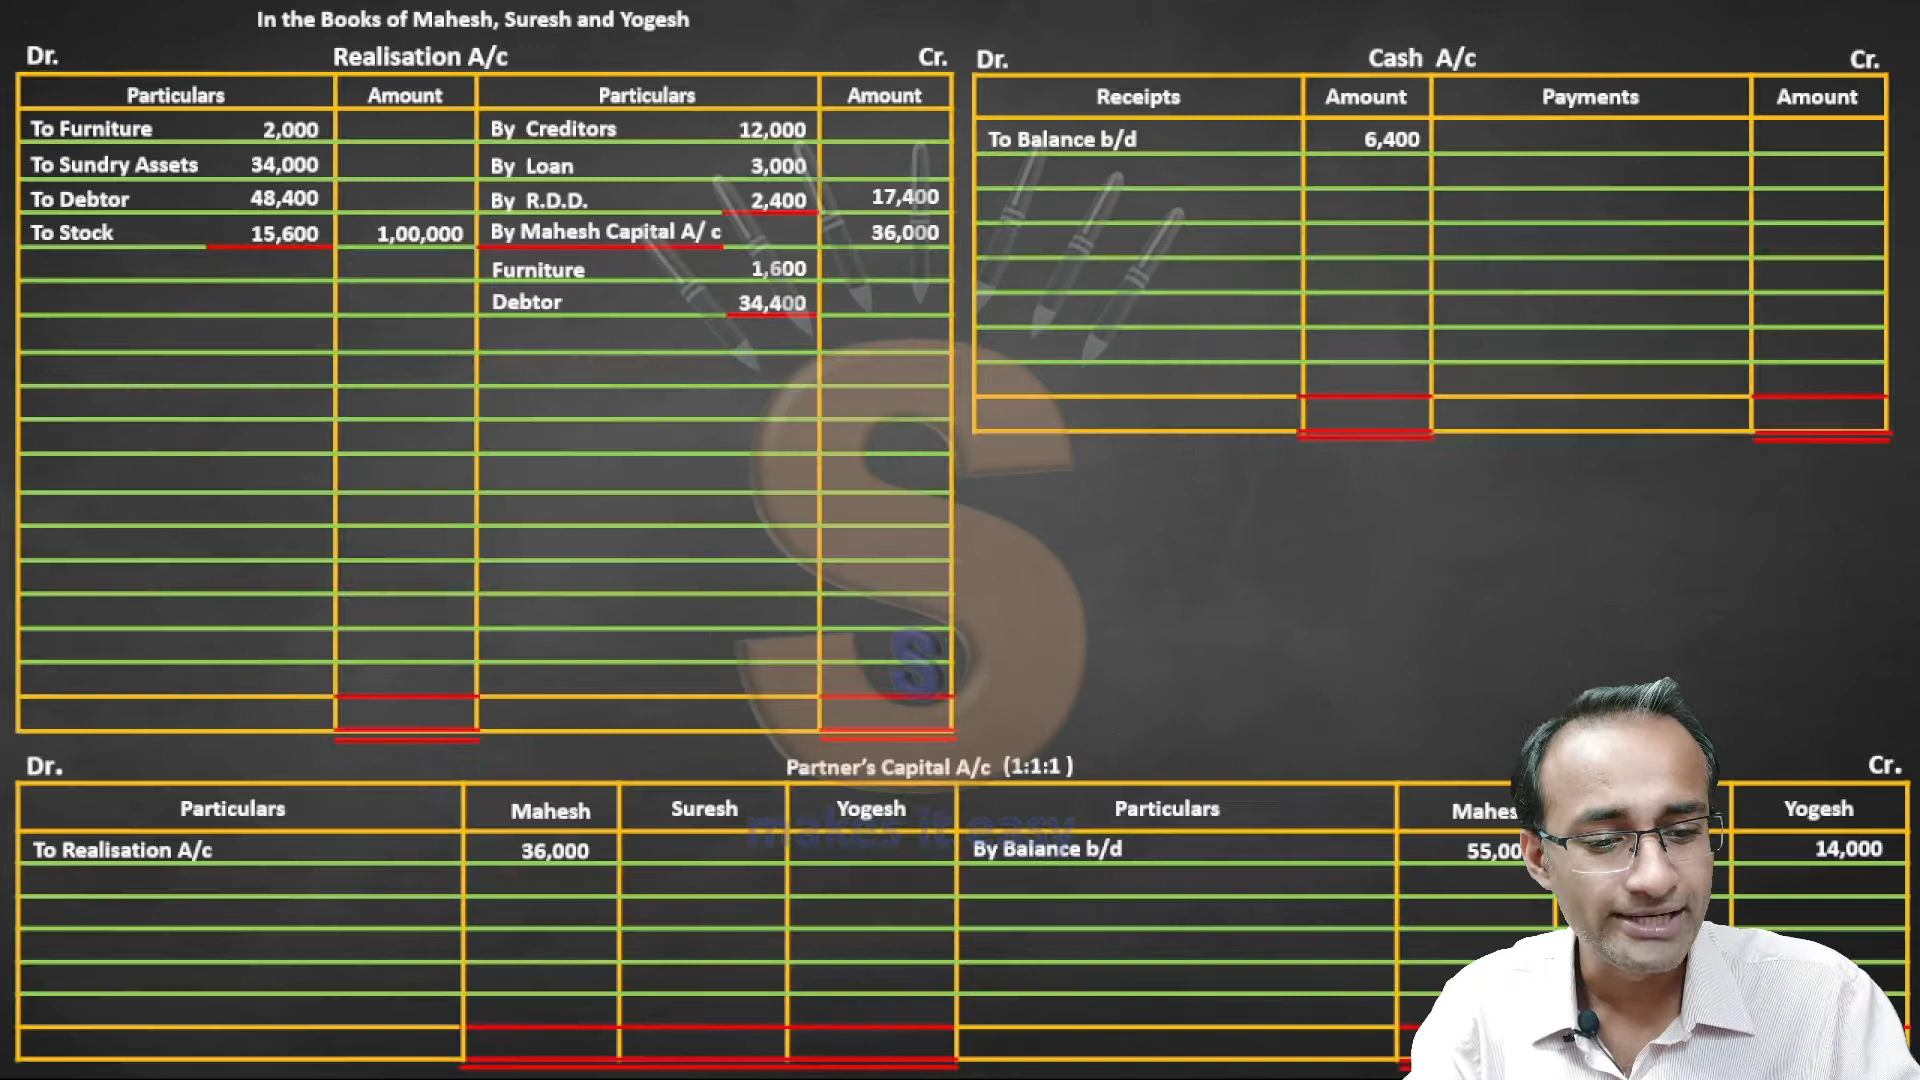 In the Books of Mahesh, Suresh and Yogesh
Dr. Realisation A/c Cr.
Particulars Amount Particulars Amount
To Furniture 2,000 By Creditors 12,000
To Sundry Assets 34,000 By Loan 3,000
To Debtor 48,400 By R.D.D. 2,400 17,400
To Stock 15,600 1,00,000 By Mahesh Capital A/ c 36,000
Furniture 1,600
Debtor 34,400
Dr. Cash A/c Cr.
Receipts Amount Payments Amount
To Balance b/d 6,400
S
S
makes it easy
Dr. Partner's Capital A/c (1:1:1 ) Cr.
Particulars Mahesh Suresh Yogesh Particulars Yogesh
To Realisation A/c 36,000 By Balance b/d 14,000